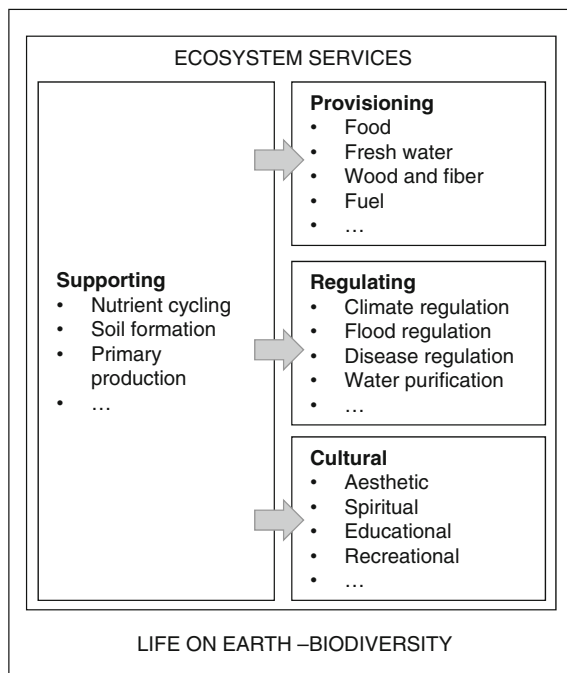 ECOSYSTEM SERVICES
Supporting
• Nutrient cycling
• Soil formation
• Primary
production
• …
Provisioning
• Food
• Fresh water
• Wood and fiber
• Fuel
• …
Regulating
• Climate regulation
• Flood regulation
• Disease regulation
• Water purification
• …
Cultural
• Aesthetic
• Spiritual
• Educational
• Recreational
• …
LIFE ON EARTH –BIODIVERSITY